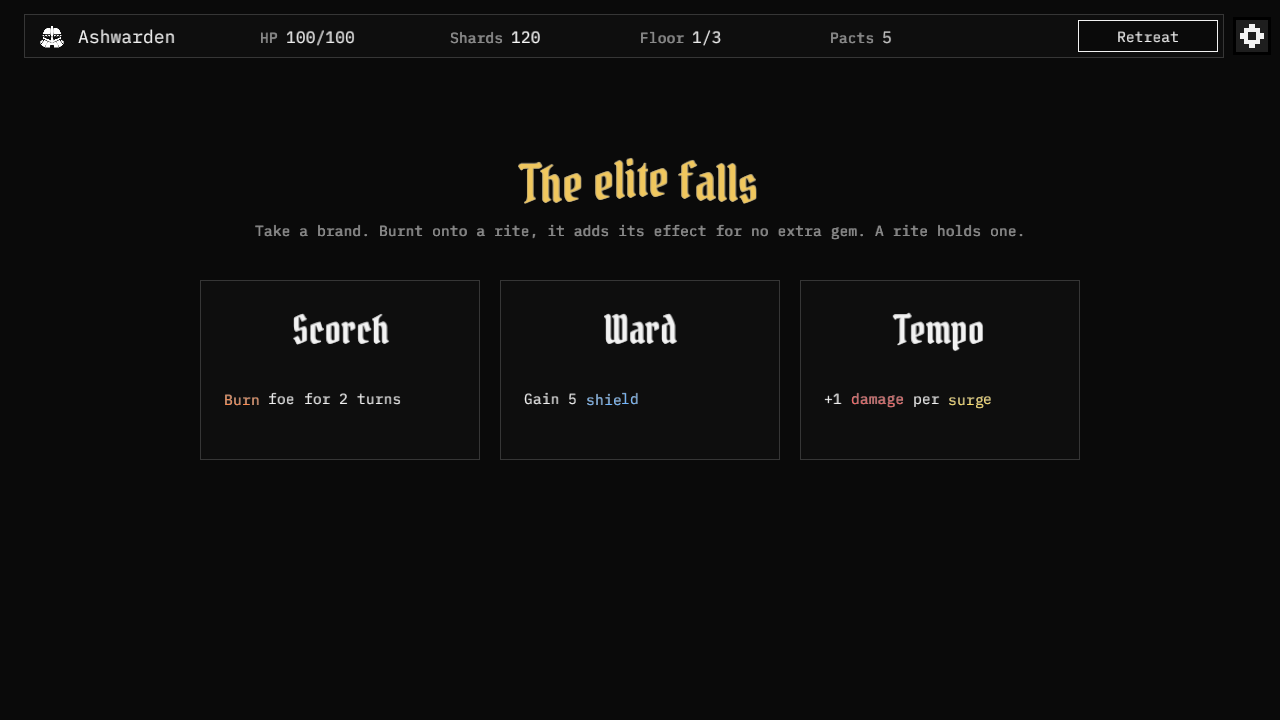 Ashwarden HP 100/100 Shards 120 Floor 1/3 Pacts 5 Retreat
The elite falls
Take a brand. Burnt onto a rite, it adds its effect for no extra gem. A rite holds one.
Scorch
Burn foe for 2 turns
Ward
Gain 5 shield
Tempo
+1 damage per surge